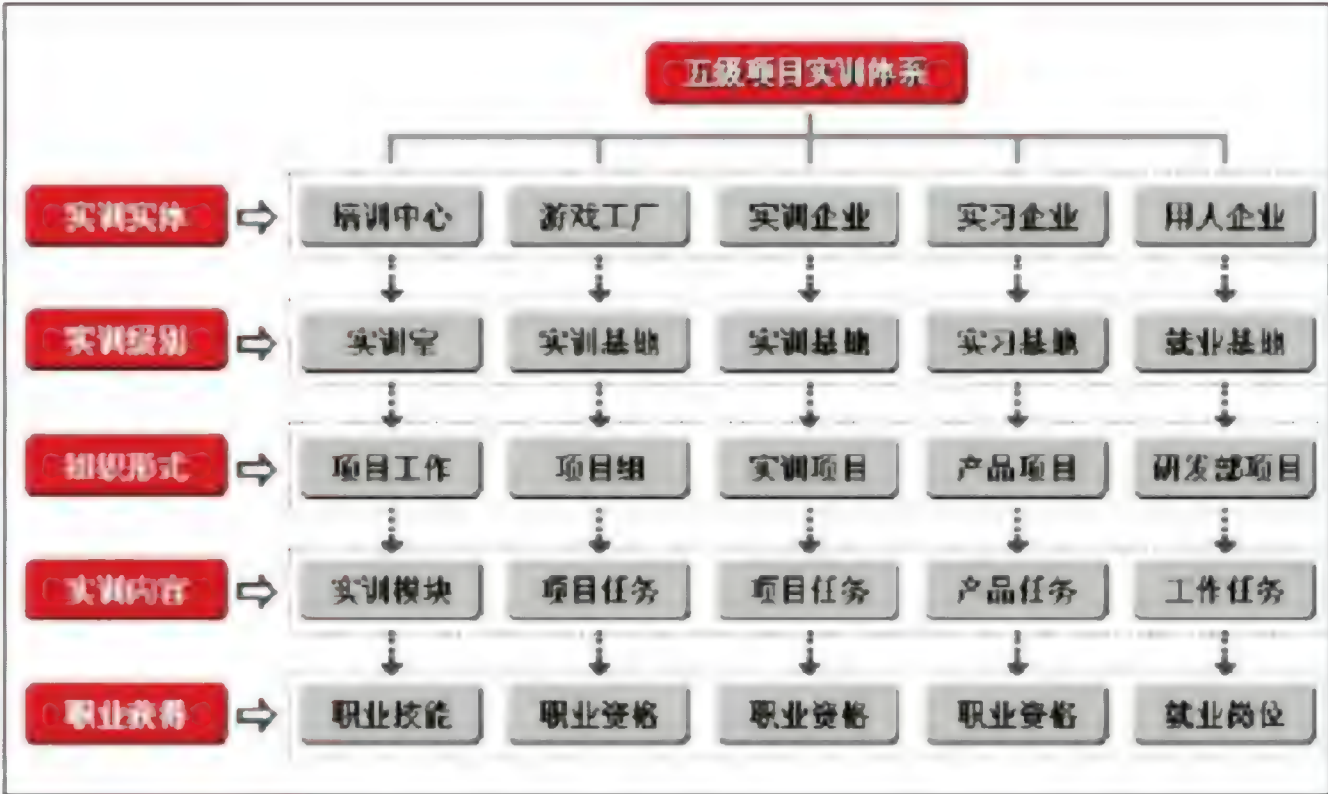 五级项目实训体系
实训实体 培训中心 游戏工厂 实训企业 实习企业 用人企业
实训级别 实训室 实训基地 实训基地 实习基地 就业基地
组织形式 项目工作 项目组 实训项目 产品项目 研发部项目
实训内容 实训模块 项目任务 项目任务 产品任务 工作任务
职业获得 职业技能 职业资格 职业资格 职业资格 就业岗位